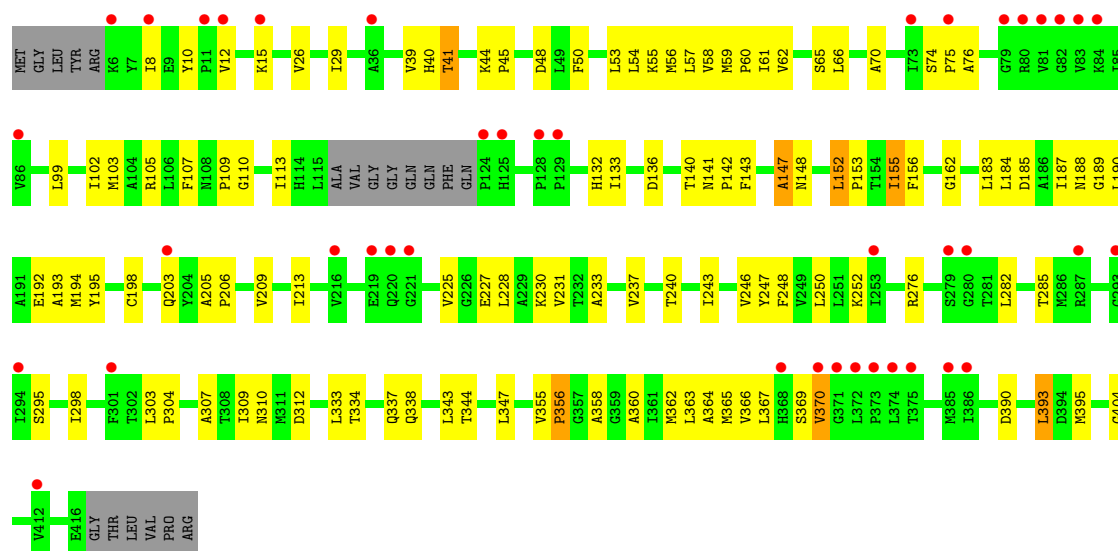 MET GLY LEU TYR ARG K6 Y7 I8 E9 Y10 P11 V12 K15 V26 I29 A36 V39 H40 T41 K44 P45 D48 L49 F50 L53 L54 K55 M56 L57 V58 M59 P60 I61 V62 S65 L66 A70 I73 S74 P75 A76 G79 R80 V81 G82 V83 K84 I85
V86 L99 I102 M103 A104 R105 L106 F107 N108 P109 G110 I113 H114 L115 ALA VAL GLY GLY GLN GLN PHE GLN P124 H125 P128 P129 H132 I133 D136 T140 N141 P142 F143 A147 N148 L152 P153 T154 I155 F156 G162 L183 L184 D185 A186 I187 N188 G189 L190
A191 E192 A193 M194 Y195 C198 Q203 Y204 A205 P206 V209 I213 V216 E219 Q220 G221 V225 G226 E227 L228 A229 K230 V231 T232 A233 V237 T240 I243 V246 Y247 F248 V249 L250 L251 K252 I253 R276 S279 G280 T281 L282 T285 M286 R287 G293
I294 S295 I298 F301 T302 L303 P304 A307 T308 I309 N310 M311 D312 L333 T334 Q337 Q338 L343 T344 L347 V355 P356 G357 A358 G359 A360 I361 M362 L363 A364 M365 V366 L367 H368 S369 V370 G371 L372 P373 L374 T375 M385 I386 D390 L393 D394 M395 G404
V412 E416 GLY THR LEU VAL PRO ARG